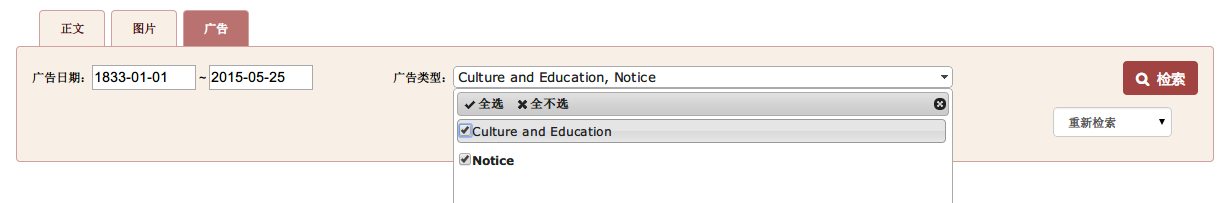 正文 图片 广告
广告日期： 1833-01-01 ~ 2015-05-25 广告类型： Culture and Education, Notice 检索
全选 全不选
重新检索
Culture and Education
Notice